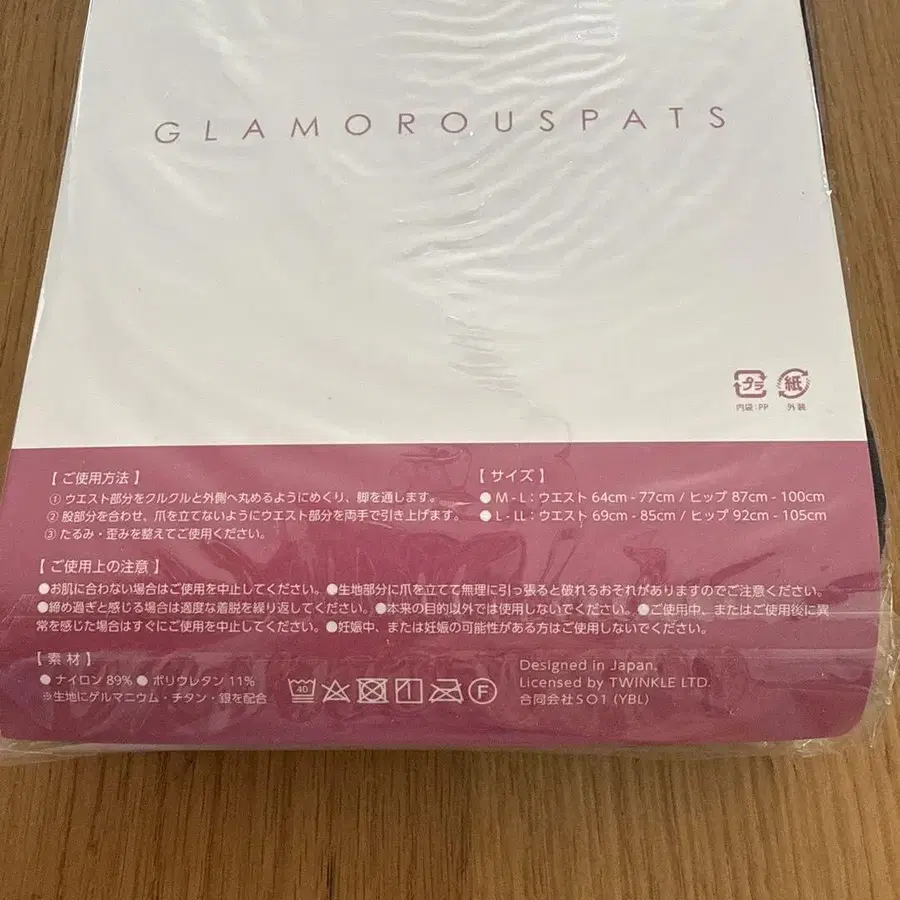 GLAMOROUSPATS
プラ 紙
内袋:PP 外装
【ご使用方法】
① ウエスト部分をクルクルと外側へ丸めるようにめくり、脚を通します。
② 股部分を合わせ、爪を立てないようにウエスト部分を両手で引き上げます。
③ たるみ・歪みを整えてご使用ください。
【サイズ】
● M - L : ウエスト 64cm - 77cm / ヒップ 87cm - 100cm
● L - LL : ウエスト 69cm - 85cm / ヒップ 92cm - 105cm
【ご使用上の注意】
●お肌に合わない場合はご使用を中止してください。●生地部分に爪を立てて無理に引っ張ると破れるおそれがありますのでご注意ください。
●締め過ぎと感じる場合は適度な着脱を繰り返してください。●本来の目的以外では使用しないでください。●ご使用中、またはご使用後に異
常を感じた場合はすぐにご使用を中止してください。●妊娠中、または妊娠の可能性がある方はご使用しないでください。
【素材】
● ナイロン 89% ● ポリウレタン 11%
※生地にゲルマニウム・チタン・銀を配合
40 F
Designed in Japan.
Licensed by TWINKLE LTD.
合同会社SO1 (YBL)